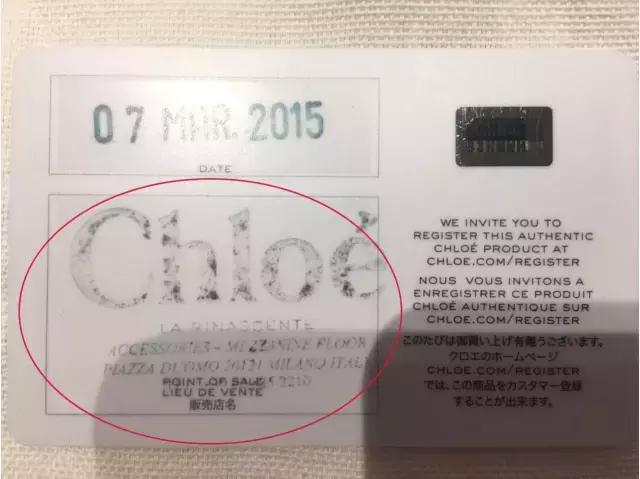 07 MAR. 2015
DATE
Chloé
LA RINASCENTE
ACCESSORIES - MEZZANINE FLOOR
PIAZZA DUOMO 20121 MILANO ITALY
POINT OF SALE
LIEU DE VENTE
販売店名
WE INVITE YOU TO
REGISTER THIS AUTHENTIC
CHLOÉ PRODUCT AT
CHLOE.COM/REGISTER
NOUS VOUS INVITONS A
ENREGISTRER CE PRODUIT
CHLOÉ AUTHENTIQUE SUR
CHLOE.COM/REGISTER
このたびは御買い上げ有難うございます。
クロエのホームページ
CHLOE.COM/REGISTER
では、この商品をカスタマー登録
することが出来ます。